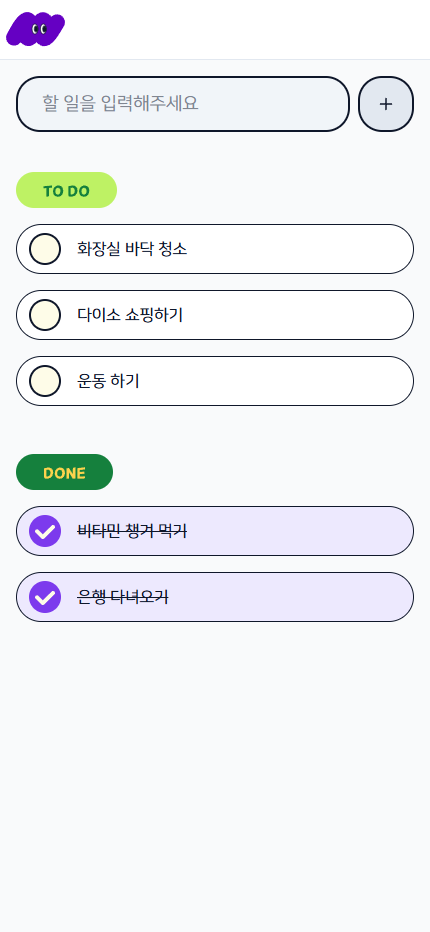 할 일을 입력해주세요
+
TO DO
화장실 바닥 청소
다이소 쇼핑하기
운동 하기
DONE
비타민 챙겨 먹기
은행 다녀오기